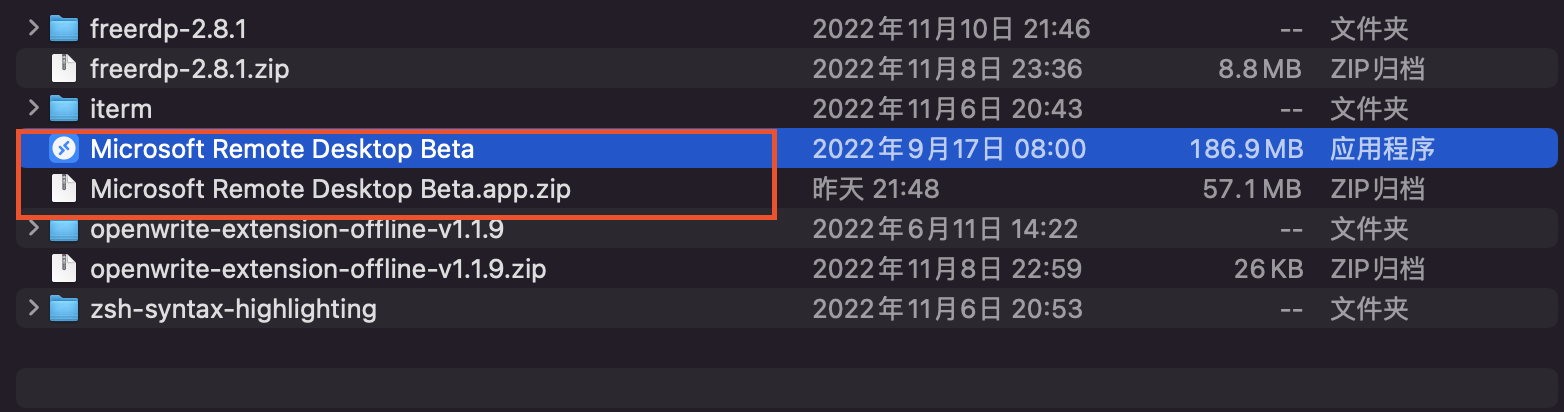 freerdp-2.8.1 2022年11月10日 21:46 -- 文件夹
freerdp-2.8.1.zip 2022年11月8日 23:36 8.8 MB ZIP归档
iterm 2022年11月6日 20:43 -- 文件夹
Microsoft Remote Desktop Beta 2022年9月17日 08:00 186.9 MB 应用程序
Microsoft Remote Desktop Beta.app.zip 昨天 21:48 57.1 MB ZIP归档
openwrite-extension-offline-v1.1.9 2022年6月11日 14:22 -- 文件夹
openwrite-extension-offline-v1.1.9.zip 2022年11月8日 22:59 26 KB ZIP归档
zsh-syntax-highlighting 2022年11月6日 20:53 -- 文件夹